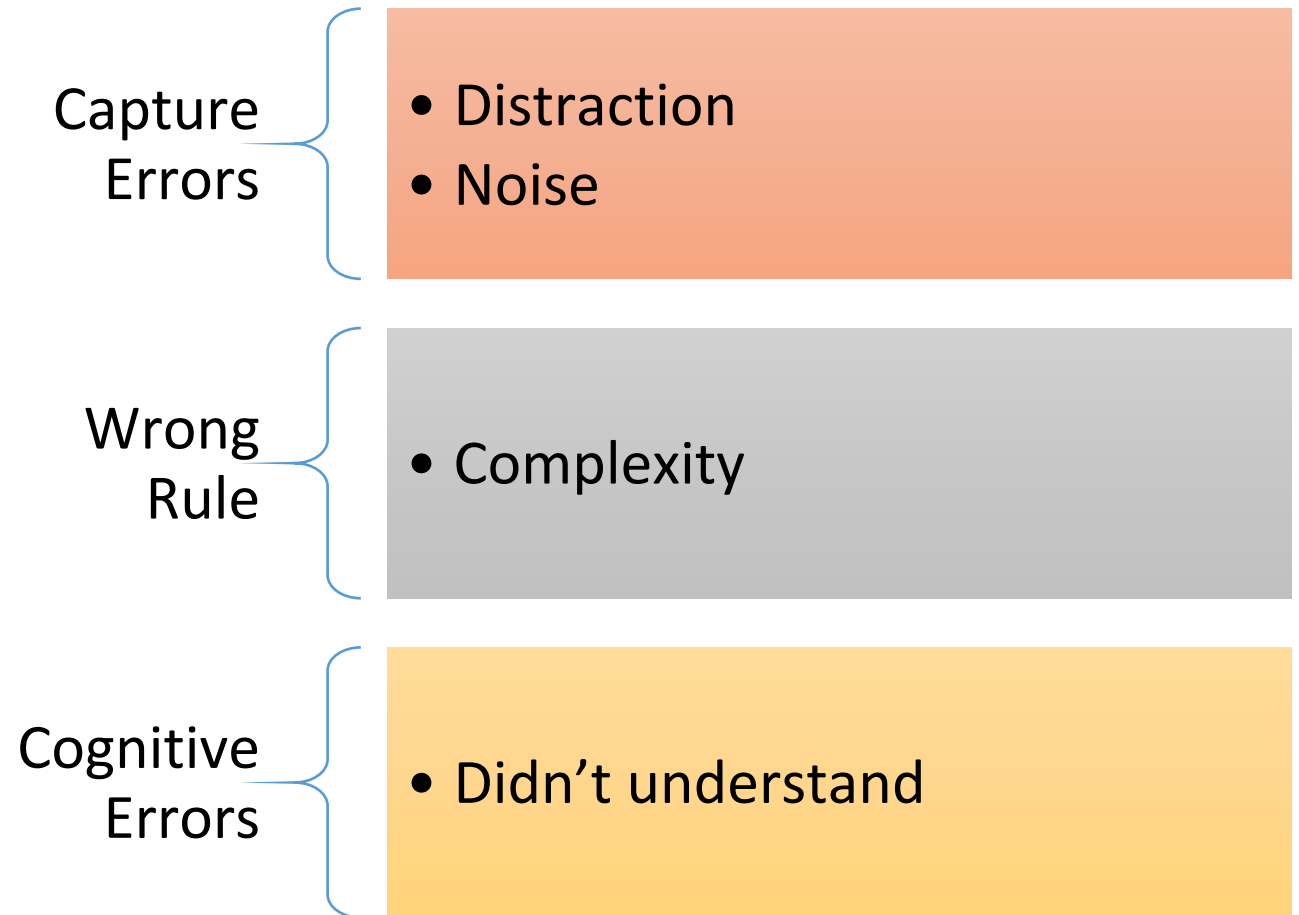 Capture
Errors
• Distraction
• Noise
Wrong
Rule
• Complexity
Cognitive
Errors
• Didn’t understand